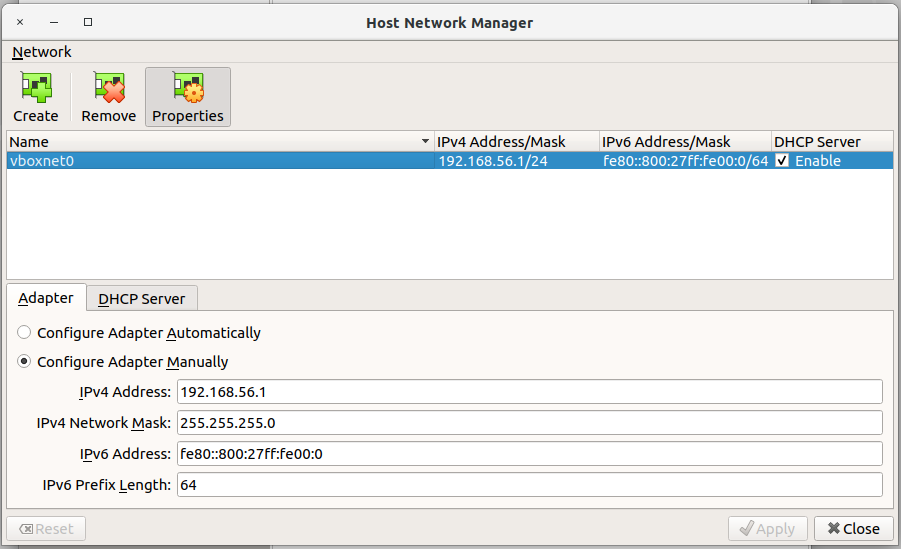 Host Network Manager
Network
Create Remove Properties
Name IPv4 Address/Mask IPv6 Address/Mask DHCP Server
vboxnet0 192.168.56.1/24 fe80::800:27ff:fe00:0/64 Enable
Adapter DHCP Server
Configure Adapter Automatically
Configure Adapter Manually
IPv4 Address: 192.168.56.1
IPv4 Network Mask: 255.255.255.0
IPv6 Address: fe80::800:27ff:fe00:0
IPv6 Prefix Length: 64
Reset Apply Close